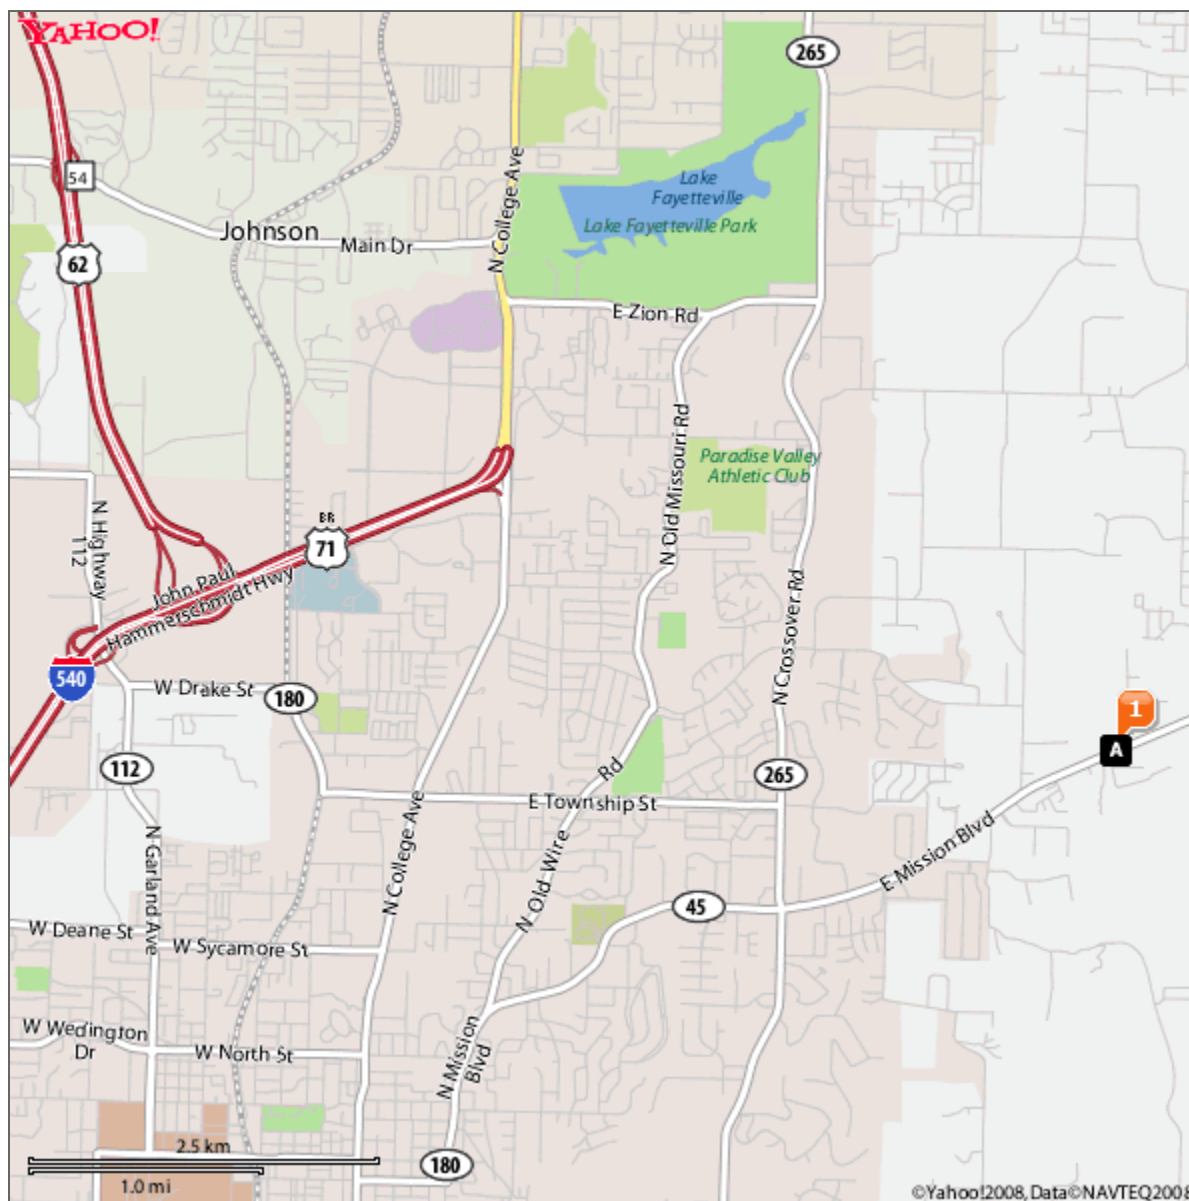 YAHOO!
265
54
62
Johnson
Main Dr
N College Ave
Lake
Fayetteville
Lake Fayetteville Park
E Zion Rd
N Old Missouri Rd
Paradise Valley
Athletic Club
N Highway
112
BR
71
John Paul
Hammerschmidt Hwy
540
W Drake St
180
N Crossover Rd
1
A
112
265
Rd
E Township St
N College Ave
N Garland Ave
N Old Wire
E Mission Blvd
45
W Deane St
W Sycamore St
W Wedington
Dr
W North St
N Mission
Blvd
180
2.5 km
1.0 mi
©Yahoo!2008, Data©NAVTEQ2008